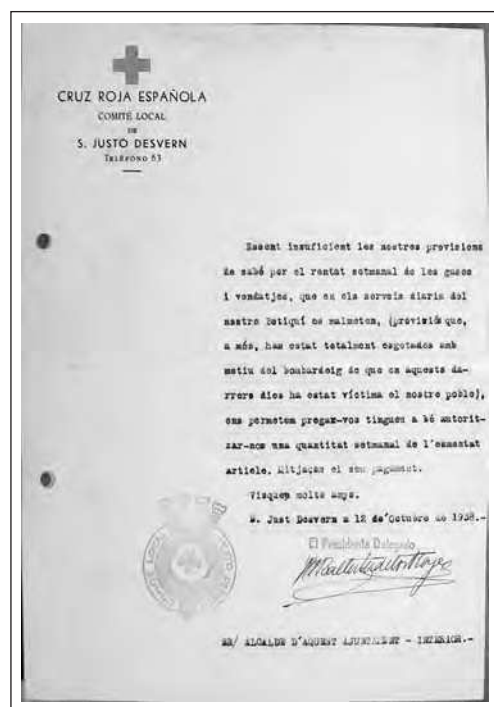 CRUZ ROJA ESPAÑOLA
COMITÉ LOCAL
DE
S. JUSTO DESVERN
TELÉFONO 63
Essent insuficient les nostres provisions
de sabó per el rentat setmanal de les gases
i vendatjes, que en els serveis diaris del
nostre Botiquí es malmeten, (provisió que,
a més, han estat totalment esgotades amb
motiu del bombardeig de que en aquests da-
rrers dies ha estat víctima el nostre poble),
ens permetem pregar-vos tingueu a bé autorit-
zar-nos una quantitat setmanal de l'esmentat
article, mitjaçan el seu pagament.
Visqueu molts anys.
S. Just Desvern a 12 de Octubre de 1938.-
El Presidente Delegado
COMITÉ LOCAL
SR/ ALCALDE D'AQUEST AJUNTAMENT - INTERIOR.-